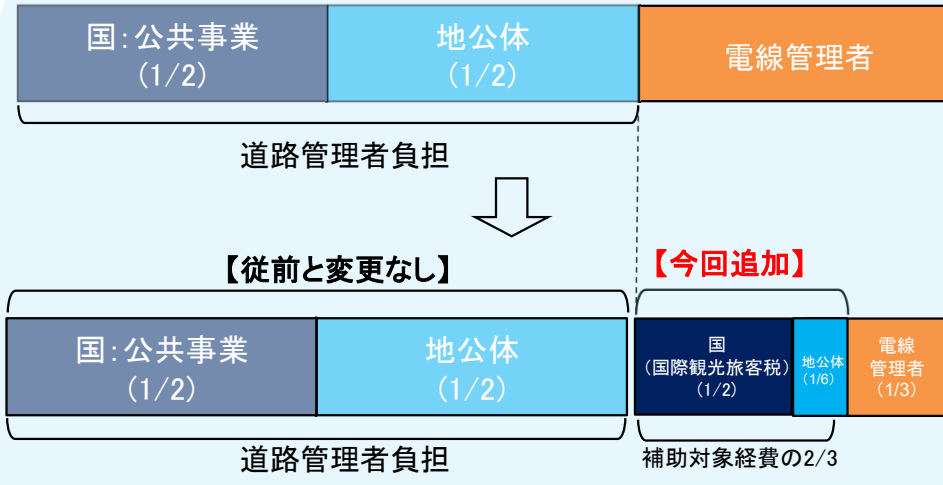 国：公共事業
(1/2)
地公体
(1/2)
電線管理者
道路管理者負担
【従前と変更なし】
【今回追加】
国：公共事業
(1/2)
地公体
(1/2)
国
(国際観光旅客税)
(1/2)
地公体
(1/6)
電線
管理者
(1/3)
道路管理者負担
補助対象経費の2/3